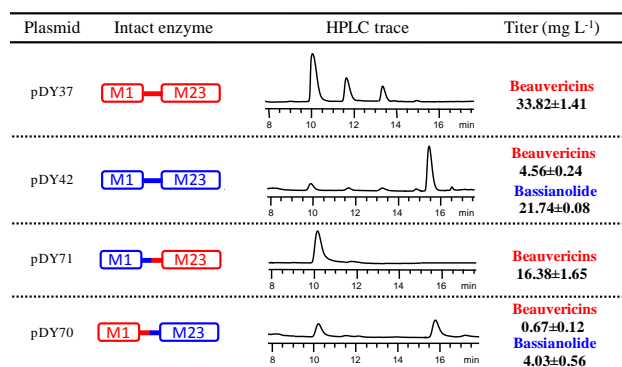 Plasmid Intact enzyme HPLC trace Titer (mg L-1)
pDY37 M1 M23 Beauvericins
33.82±1.41
8 10 12 14 16 min
pDY42 M1 M23 Beauvericins
4.56±0.24
Bassianolide
21.74±0.08
8 10 12 14 16 min
pDY71 M1 M23 Beauvericins
16.38±1.65
8 10 12 14 16 min
pDY70 M1 M23 Beauvericins
0.67±0.12
Bassianolide
4.03±0.56
8 10 12 14 16 min